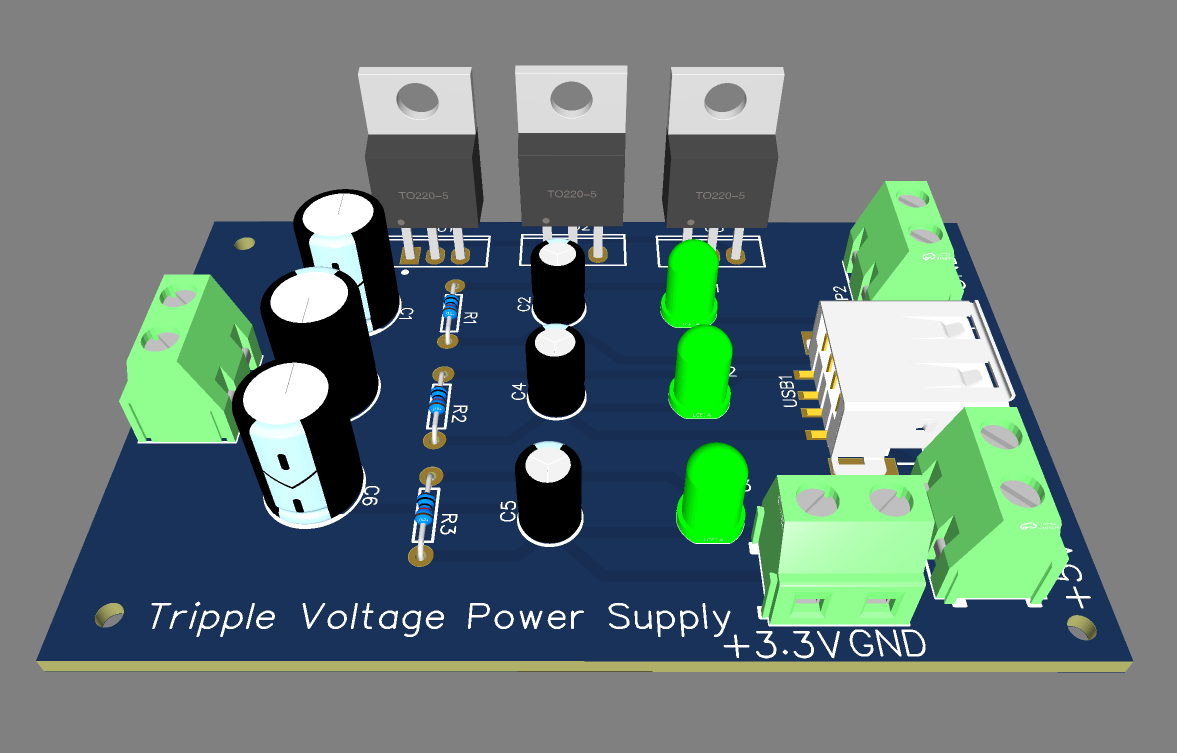 TO220-5
TO220-5
TO220-5
C1
R1
C2
USB1
C4
R2
C6
C5
R3
Tripple Voltage Power Supply
+3.3V GND